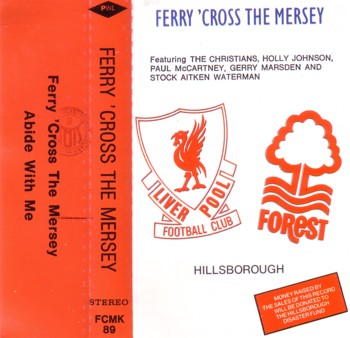 PWL
FERRY 'CROSS THE MERSEY
Ferry 'Cross The Mersey
Abide With Me
STEREO
FCMK
89
FERRY 'CROSS THE MERSEY
Featuring THE CHRISTIANS, HOLLY JOHNSON,
PAUL McCARTNEY, GERRY MARSDEN AND
STOCK AITKEN WATERMAN
LIVERPOOL
FOOTBALL CLUB
FOREST
HILLSBOROUGH
MONEY RAISED BY
THE SALES OF THIS RECORD
WILL BE DONATED TO
THE HILLSBOROUGH
DISASTER FUND